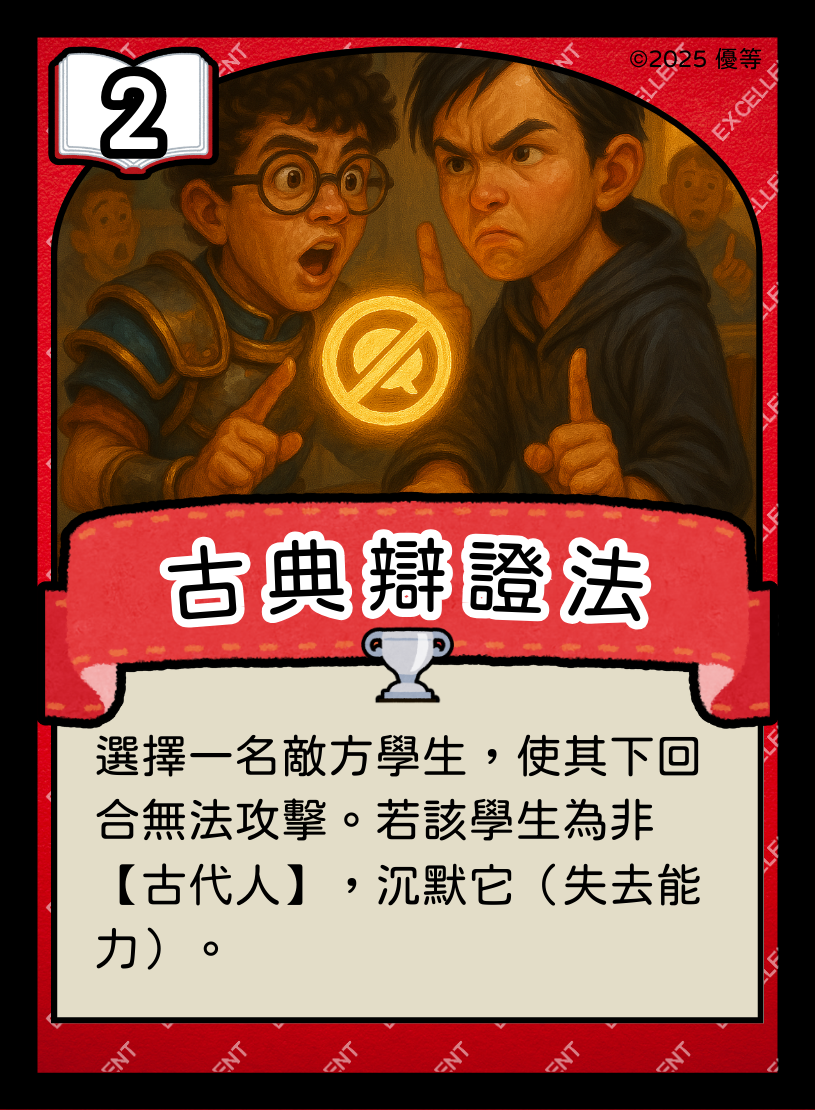 ©2025 優等
2
古典辯證法
選擇一名敵方學生，使其下回
合無法攻擊。若該學生為非
【古代人】，沉默它（失去能
力）。
EXCELLENT